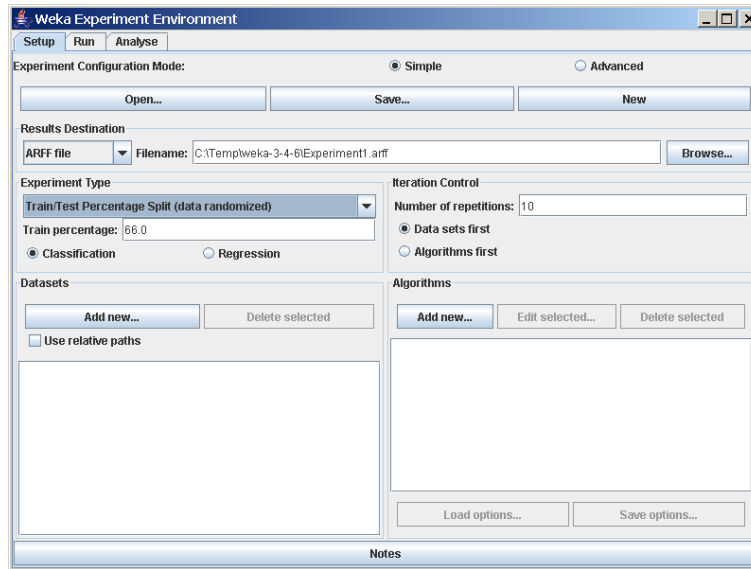 Weka Experiment Environment
Setup Run Analyse
Experiment Configuration Mode: Simple Advanced
Open... Save... New
Results Destination
ARFF file Filename: C:\Temp\weka-3-4-6\Experiment1.arff Browse...
Experiment Type Iteration Control
Train/Test Percentage Split (data randomized) Number of repetitions: 10
Train percentage: 66.0 Data sets first
Classification Regression Algorithms first
Datasets Algorithms
Add new... Delete selected Add new... Edit selected... Delete selected
Use relative paths
Load options... Save options...
Notes